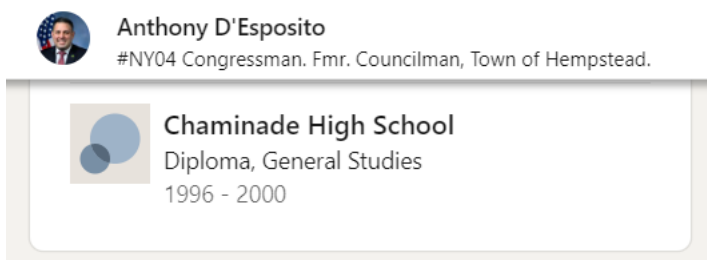 Anthony D'Esposito
#NY04 Congressman. Fmr. Councilman, Town of Hempstead.
Chaminade High School
Diploma, General Studies
1996 - 2000